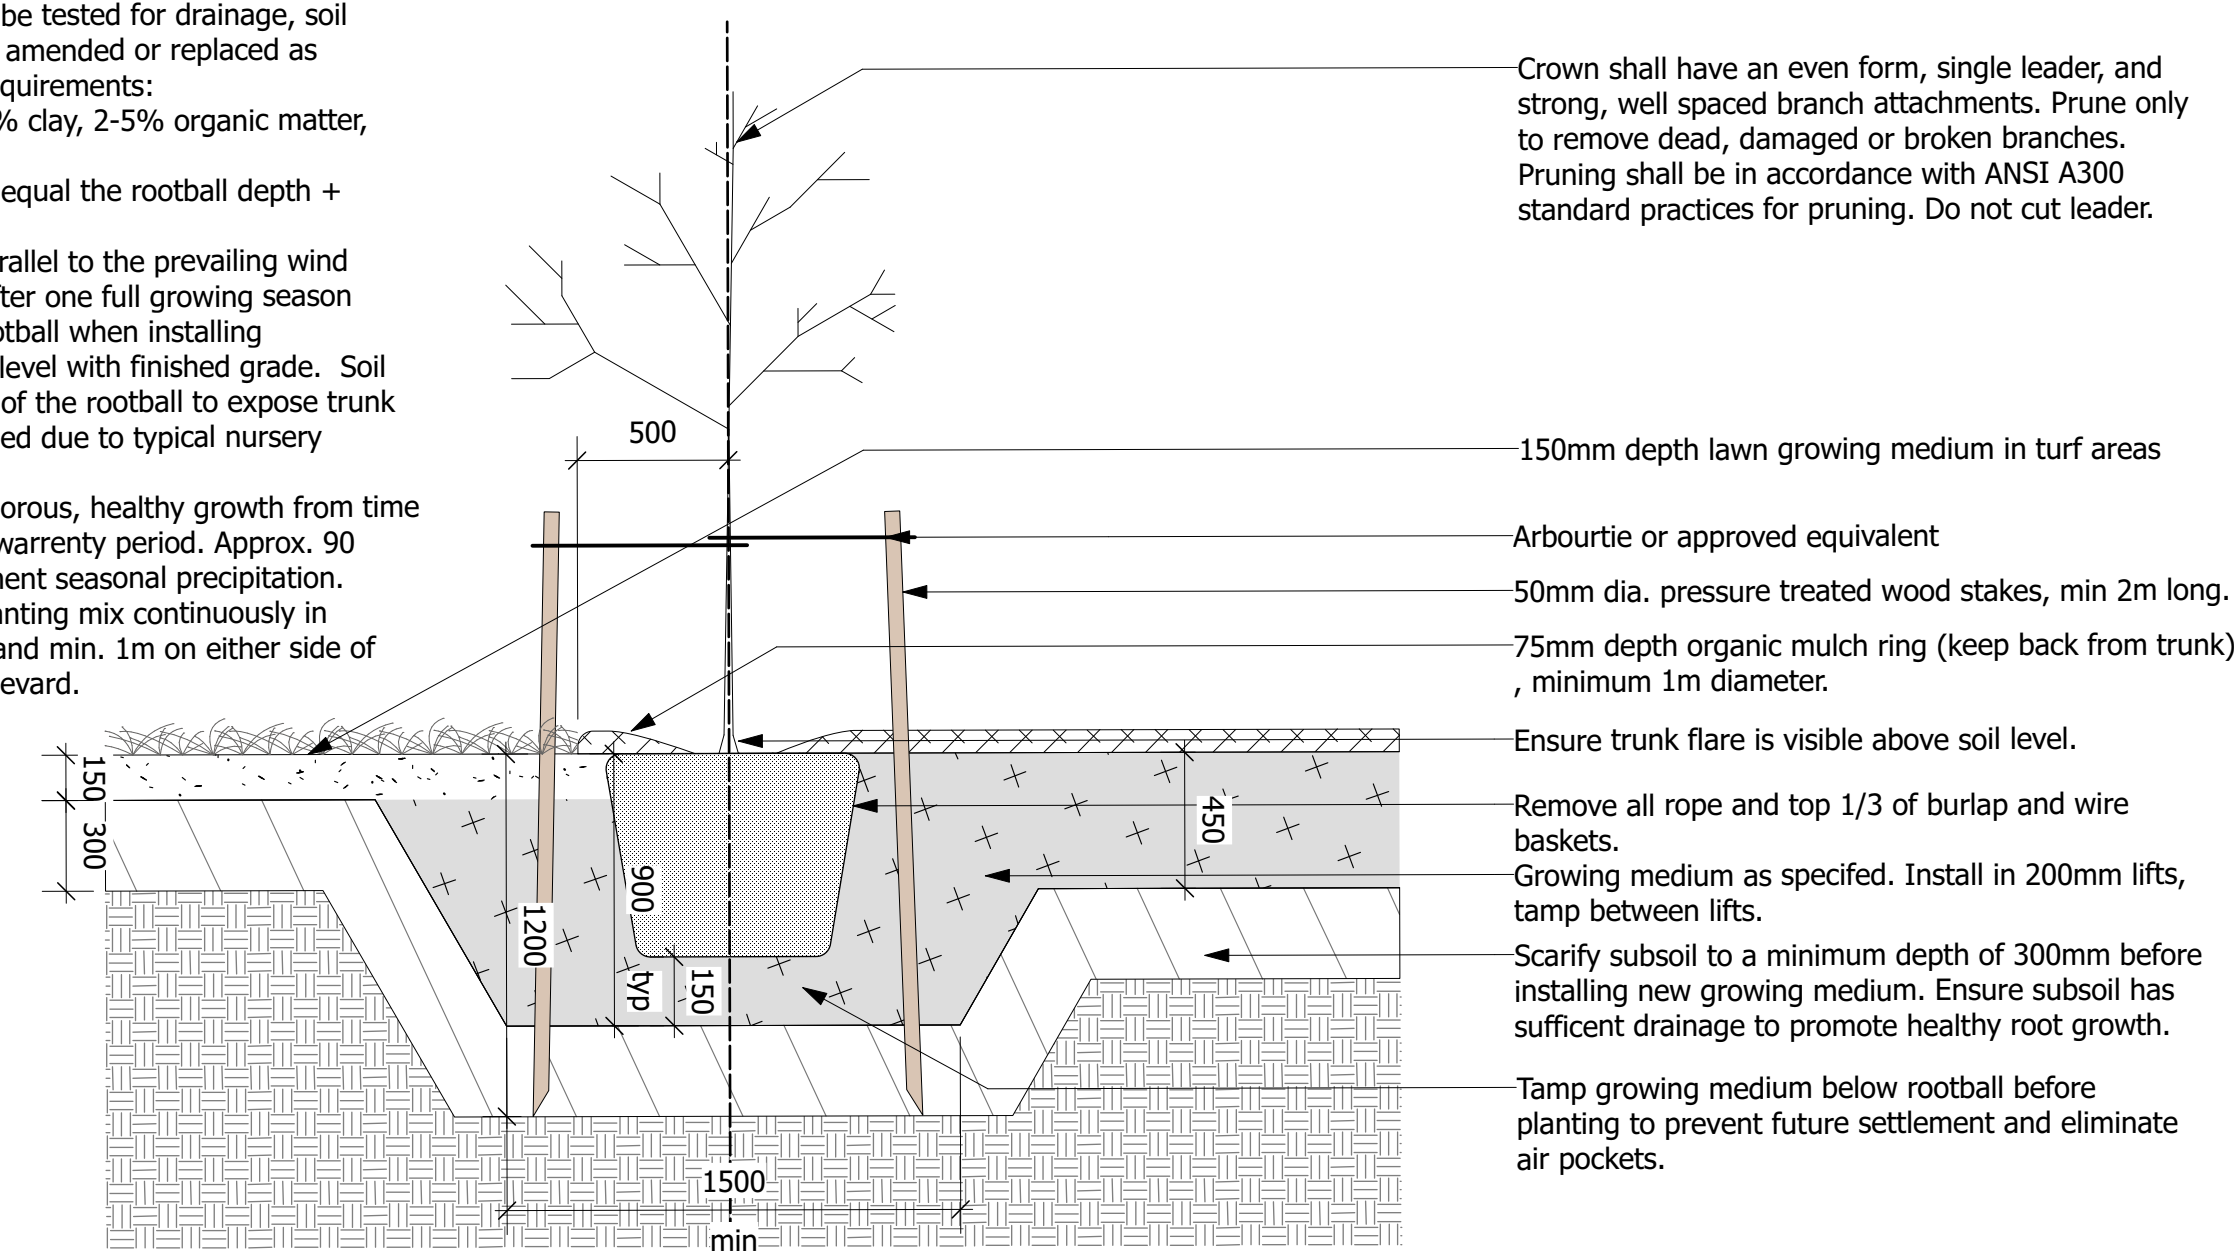 be tested for drainage, soil
amended or replaced as
quirements:
% clay, 2-5% organic matter,
equal the rootball depth +
rallel to the prevailing wind
fter one full growing season
otball when installing
level with finished grade.  Soil
of the rootball to expose trunk
ed due to typical nursery
orous, healthy growth from time
warrenty period. Approx. 90
nent seasonal precipitation.
nting mix continuously in
and min. 1m on either side of
evard.
Crown shall have an even form, single leader, and
strong, well spaced branch attachments. Prune only
to remove dead, damaged or broken branches.
Pruning shall be in accordance with ANSI A300
standard practices for pruning. Do not cut leader.
500
150mm depth lawn growing medium in turf areas
Arbourtie or approved equivalent
50mm dia. pressure treated wood stakes, min 2m long.
75mm depth organic mulch ring (keep back from trunk)
, minimum 1m diameter.
Ensure trunk flare is visible above soil level.
Remove all rope and top 1/3 of burlap and wire
baskets.
Growing medium as specifed. Install in 200mm lifts,
tamp between lifts.
Scarify subsoil to a minimum depth of 300mm before
installing new growing medium. Ensure subsoil has
sufficent drainage to promote healthy root growth.
Tamp growing medium below rootball before
planting to prevent future settlement and eliminate
air pockets.
150
300
1200
900
typ
150
450
1500
min